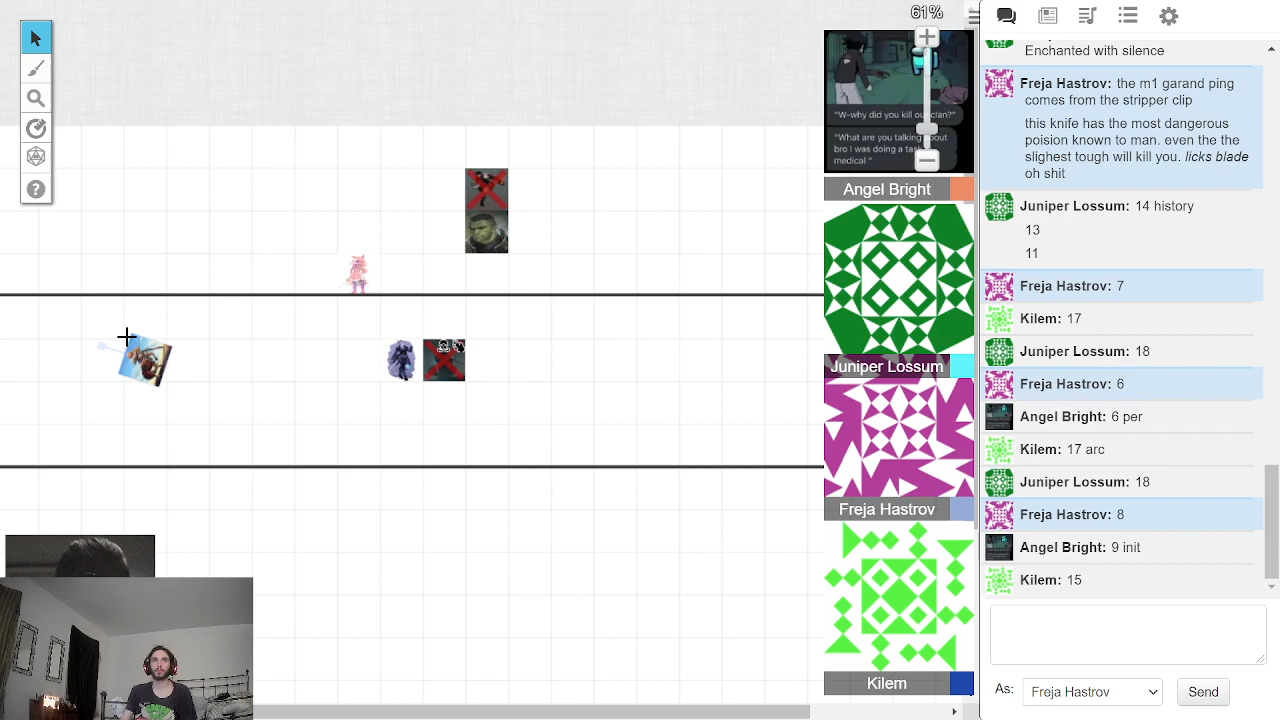 61%
"W-why did you kill our clan?"
"What are you talking about
bro I was doing a task
medical "
Angel Bright
Juniper Lossum
Freja Hastrov
Kilem
Enchanted with silence
Freja Hastrov: the m1 garand ping
comes from the stripper clip
this knife has the most dangerous
poision known to man. even the the
slighest tough will kill you. licks blade
oh shit
Juniper Lossum: 14 history
13
11
Freja Hastrov: 7
Kilem: 17
Juniper Lossum: 18
Freja Hastrov: 6
Angel Bright: 6 per
Kilem: 17 arc
Juniper Lossum: 18
Freja Hastrov: 8
Angel Bright: 9 init
Kilem: 15
As: Freja Hastrov Send